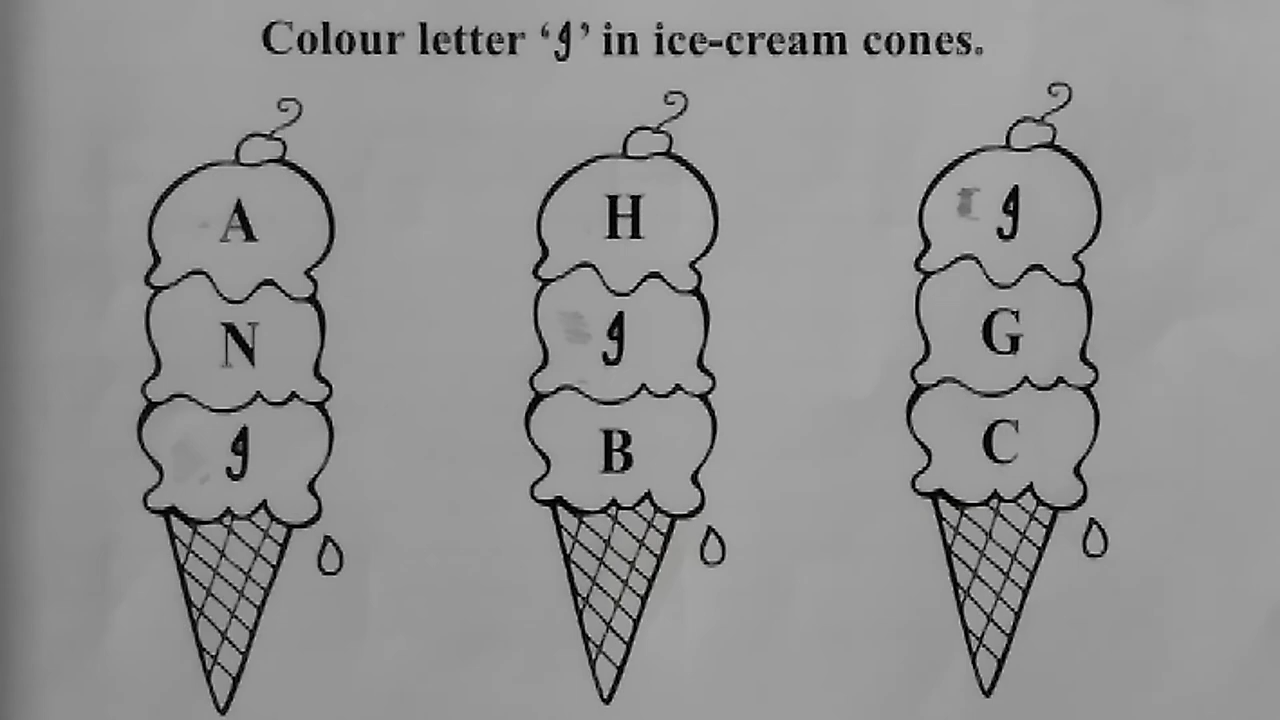 Colour letter ‘I’ in ice-cream cones.
A
N
I
H
I
B
I
G
C